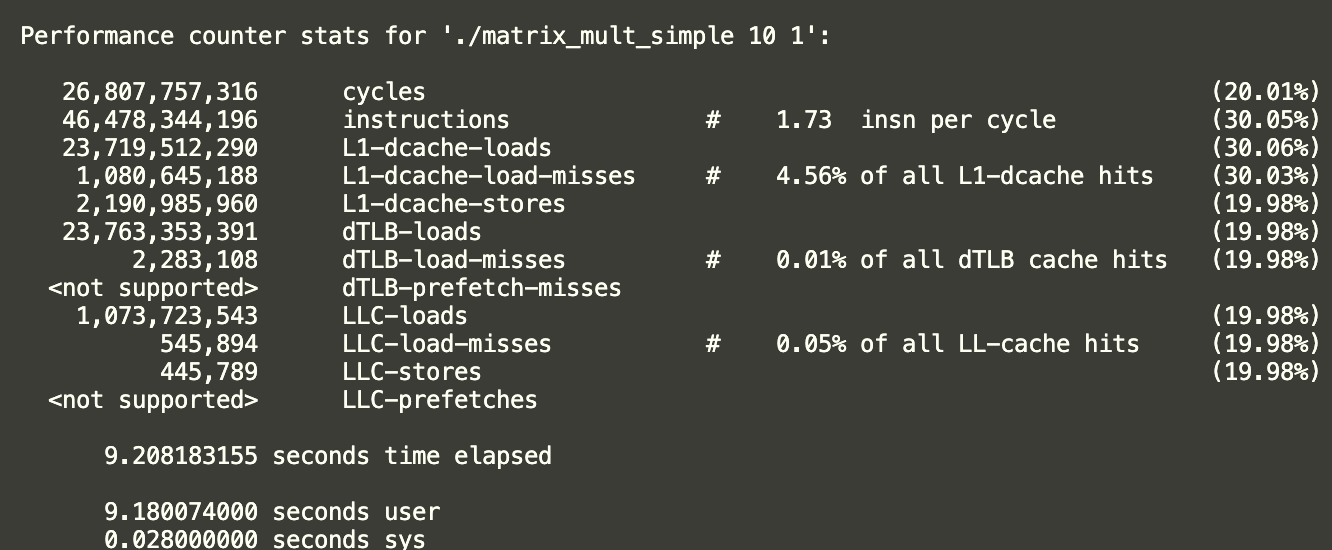 Performance counter stats for './matrix_mult_simple 10 1':
26,807,757,316 cycles (20.01%)
46,478,344,196 instructions # 1.73 insn per cycle (30.05%)
23,719,512,290 L1-dcache-loads (30.06%)
1,080,645,188 L1-dcache-load-misses # 4.56% of all L1-dcache hits (30.03%)
2,190,985,960 L1-dcache-stores (19.98%)
23,763,353,391 dTLB-loads (19.98%)
2,283,108 dTLB-load-misses # 0.01% of all dTLB cache hits (19.98%)
<not supported> dTLB-prefetch-misses
1,073,723,543 LLC-loads (19.98%)
545,894 LLC-load-misses # 0.05% of all LL-cache hits (19.98%)
445,789 LLC-stores (19.98%)
<not supported> LLC-prefetches
9.208183155 seconds time elapsed
9.180074000 seconds user
0.028000000 seconds sys